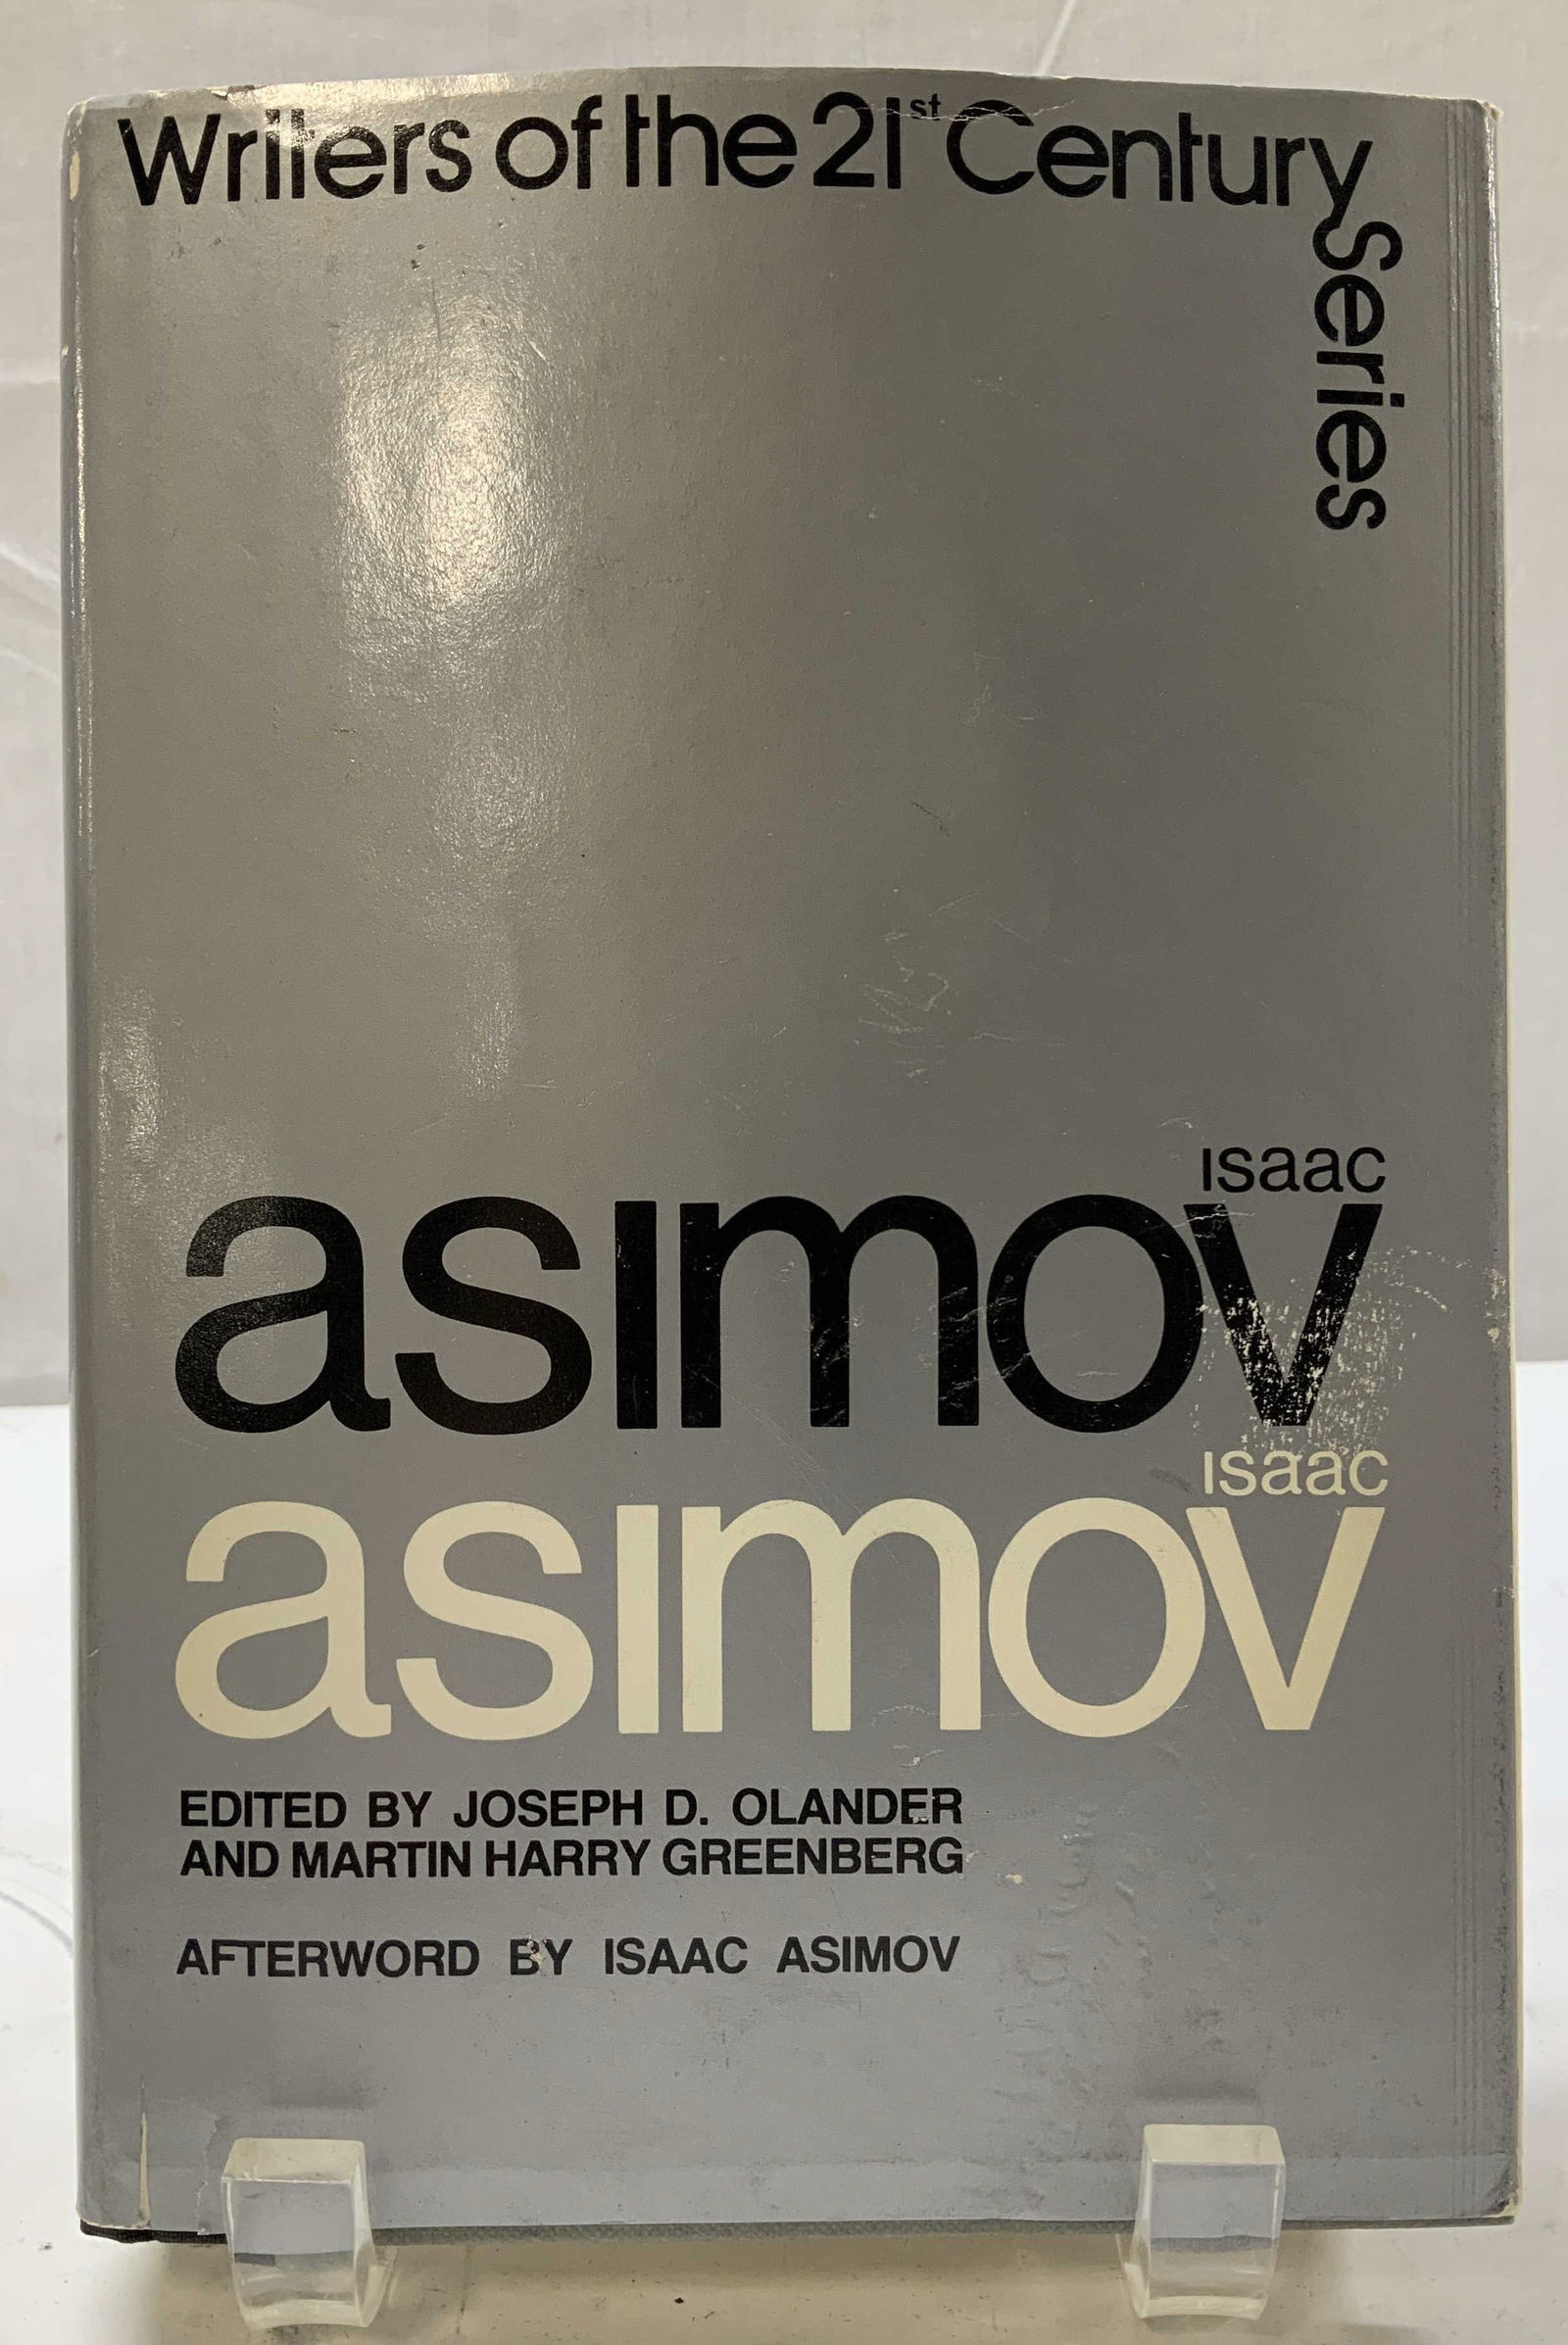 Writers of the 21st Century
Series
isaac
asimov
isaac
asimov
EDITED BY JOSEPH D. OLANDER
AND MARTIN HARRY GREENBERG
AFTERWORD BY ISAAC ASIMOV